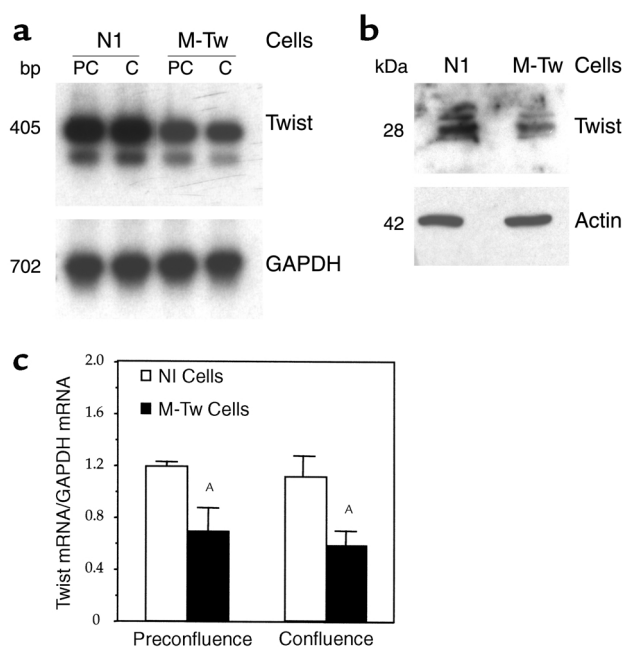 a
N1 M-Tw Cells
bp PC C PC C
405 Twist
702 GAPDH
b
kDa N1 M-Tw Cells
28 Twist
42 Actin
c
2.0
1.6
1.2
0.8
0.4
0
Twist mRNA/GAPDH mRNA
NI Cells
M-Tw Cells
A
A
Preconfluence Confluence